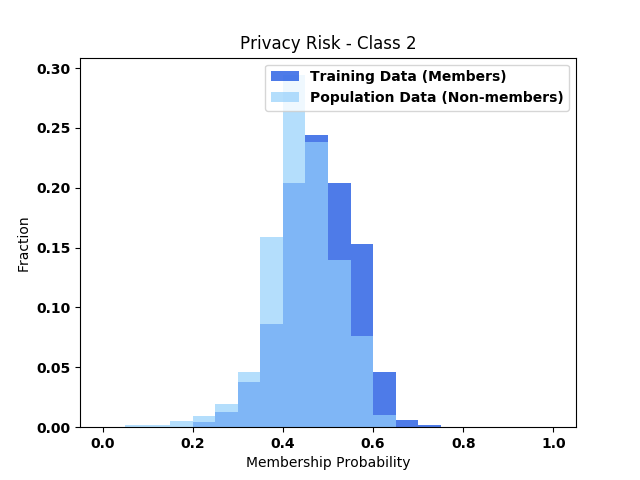 Privacy Risk - Class 2
Training Data (Members)
Population Data (Non-members)
0.30
0.25
0.20
0.15
0.10
0.05
0.00
Fraction
0.0 0.2 0.4 0.6 0.8 1.0
Membership Probability